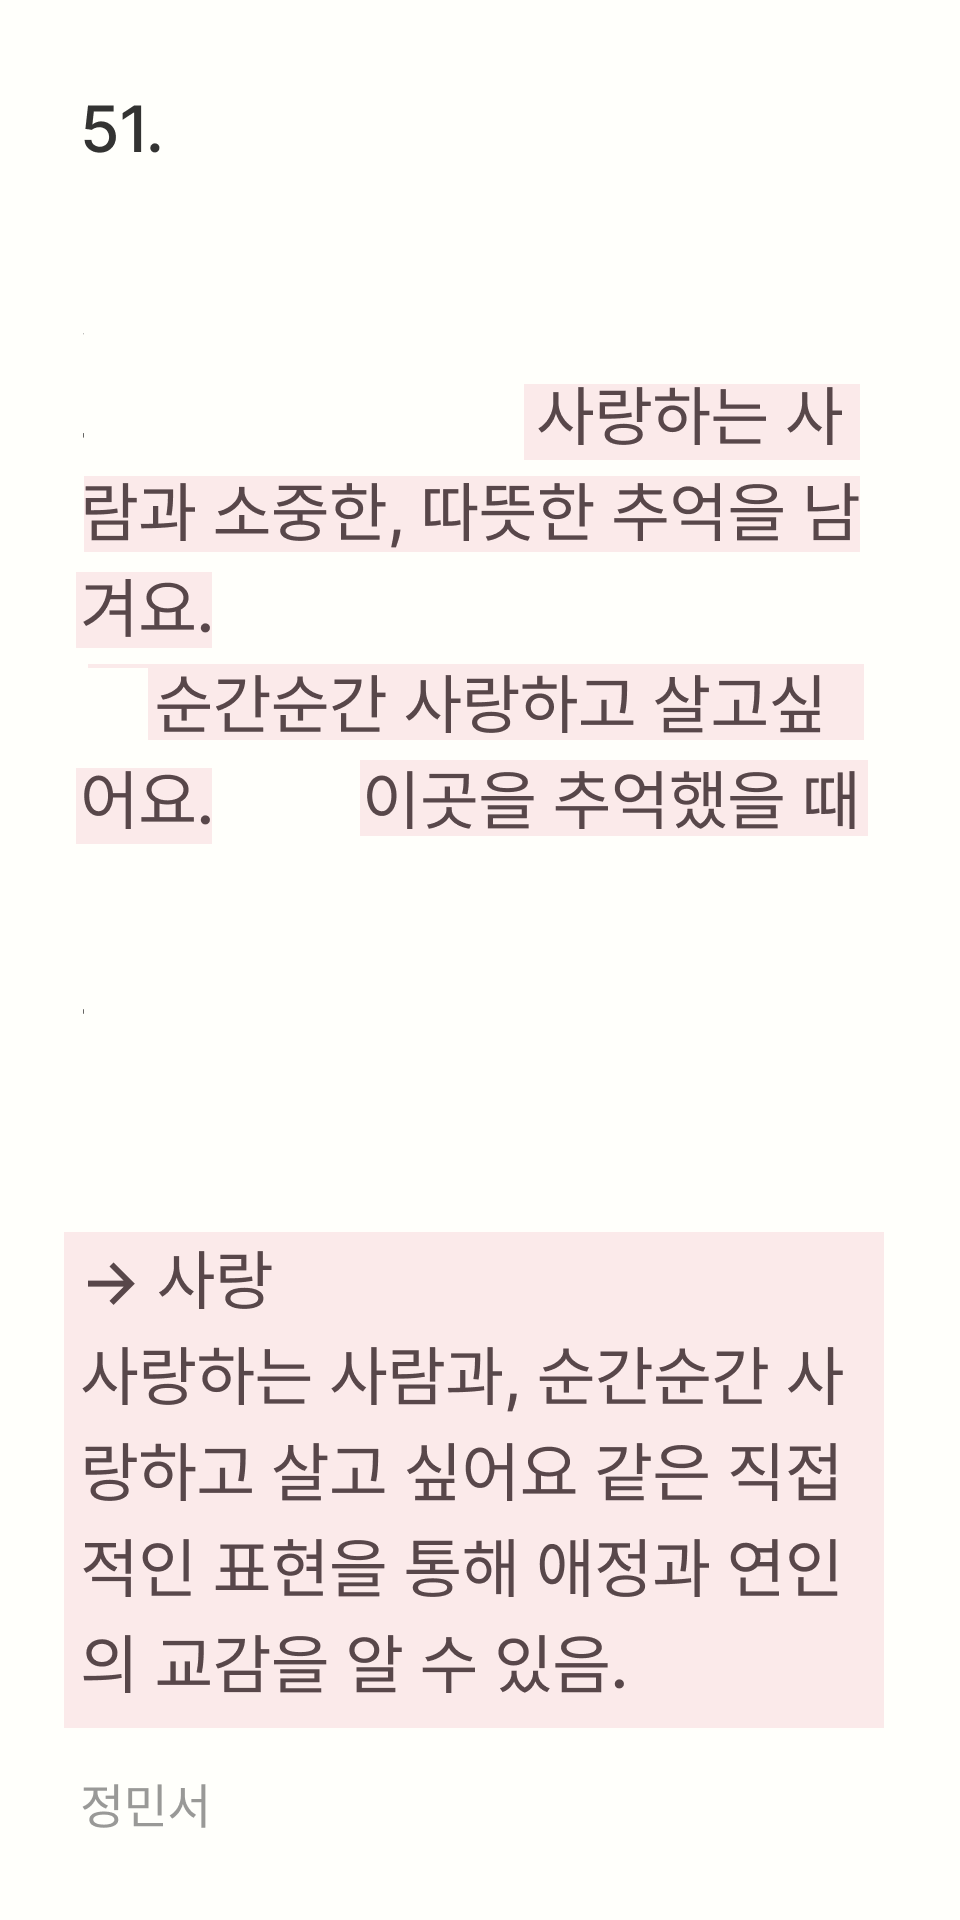 51.
사랑하는 사
람과 소중한, 따뜻한 추억을 남
겨요.
순간순간 사랑하고 살고싶
어요. 이곳을 추억했을 때
→ 사랑
사랑하는 사람과, 순간순간 사
랑하고 살고 싶어요 같은 직접
적인 표현을 통해 애정과 연인
의 교감을 알 수 있음.
정민서